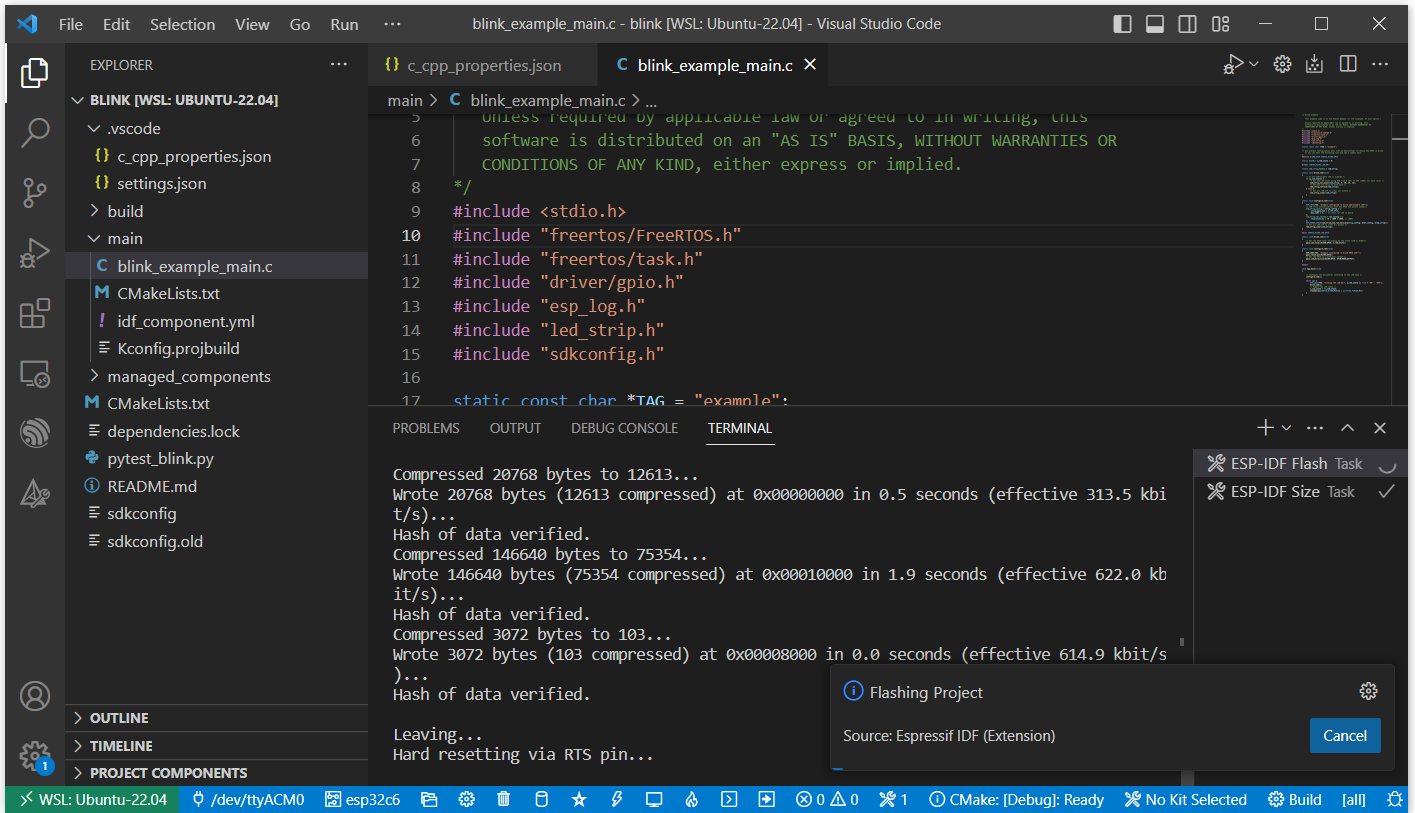 File Edit Selection View Go Run ···
blink_example_main.c - blink [WSL: Ubuntu-22.04] - Visual Studio Code
EXPLORER
BLINK [WSL: UBUNTU-22.04]
.vscode
{} c_cpp_properties.json
{} settings.json
build
main
C blink_example_main.c
M CMakeLists.txt
! idf_component.yml
Kconfig.projbuild
managed_components
M CMakeLists.txt
dependencies.lock
pytest_blink.py
README.md
sdkconfig
sdkconfig.old
OUTLINE
TIMELINE
PROJECT COMPONENTS
1
{} c_cpp_properties.json
C blink_example_main.c
main > C blink_example_main.c > ...
5 Unless required by applicable law or agreed to in writing, this
6 software is distributed on an "AS IS" BASIS, WITHOUT WARRANTIES OR
7 CONDITIONS OF ANY KIND, either express or implied.
8 */
9 #include <stdio.h>
10 #include "freertos/FreeRTOS.h"
11 #include "freertos/task.h"
12 #include "driver/gpio.h"
13 #include "esp_log.h"
14 #include "led_strip.h"
15 #include "sdkconfig.h"
16
17 static const char *TAG = "example";
PROBLEMS OUTPUT DEBUG CONSOLE TERMINAL
Compressed 20768 bytes to 12613...
Wrote 20768 bytes (12613 compressed) at 0x00000000 in 0.5 seconds (effective 313.5 kbi
t/s)...
Hash of data verified.
Compressed 146640 bytes to 75354...
Wrote 146640 bytes (75354 compressed) at 0x00010000 in 1.9 seconds (effective 622.0 kb
it/s)...
Hash of data verified.
Compressed 3072 bytes to 103...
Wrote 3072 bytes (103 compressed) at 0x00008000 in 0.0 seconds (effective 614.9 kbit/s
)...
Hash of data verified.
Leaving...
Hard resetting via RTS pin...
ESP-IDF Flash Task
ESP-IDF Size Task
Flashing Project
Source: Espressif IDF (Extension)
Cancel
WSL: Ubuntu-22.04 /dev/ttyACM0 esp32c6 0 0 1 CMake: [Debug]: Ready No Kit Selected Build [all]